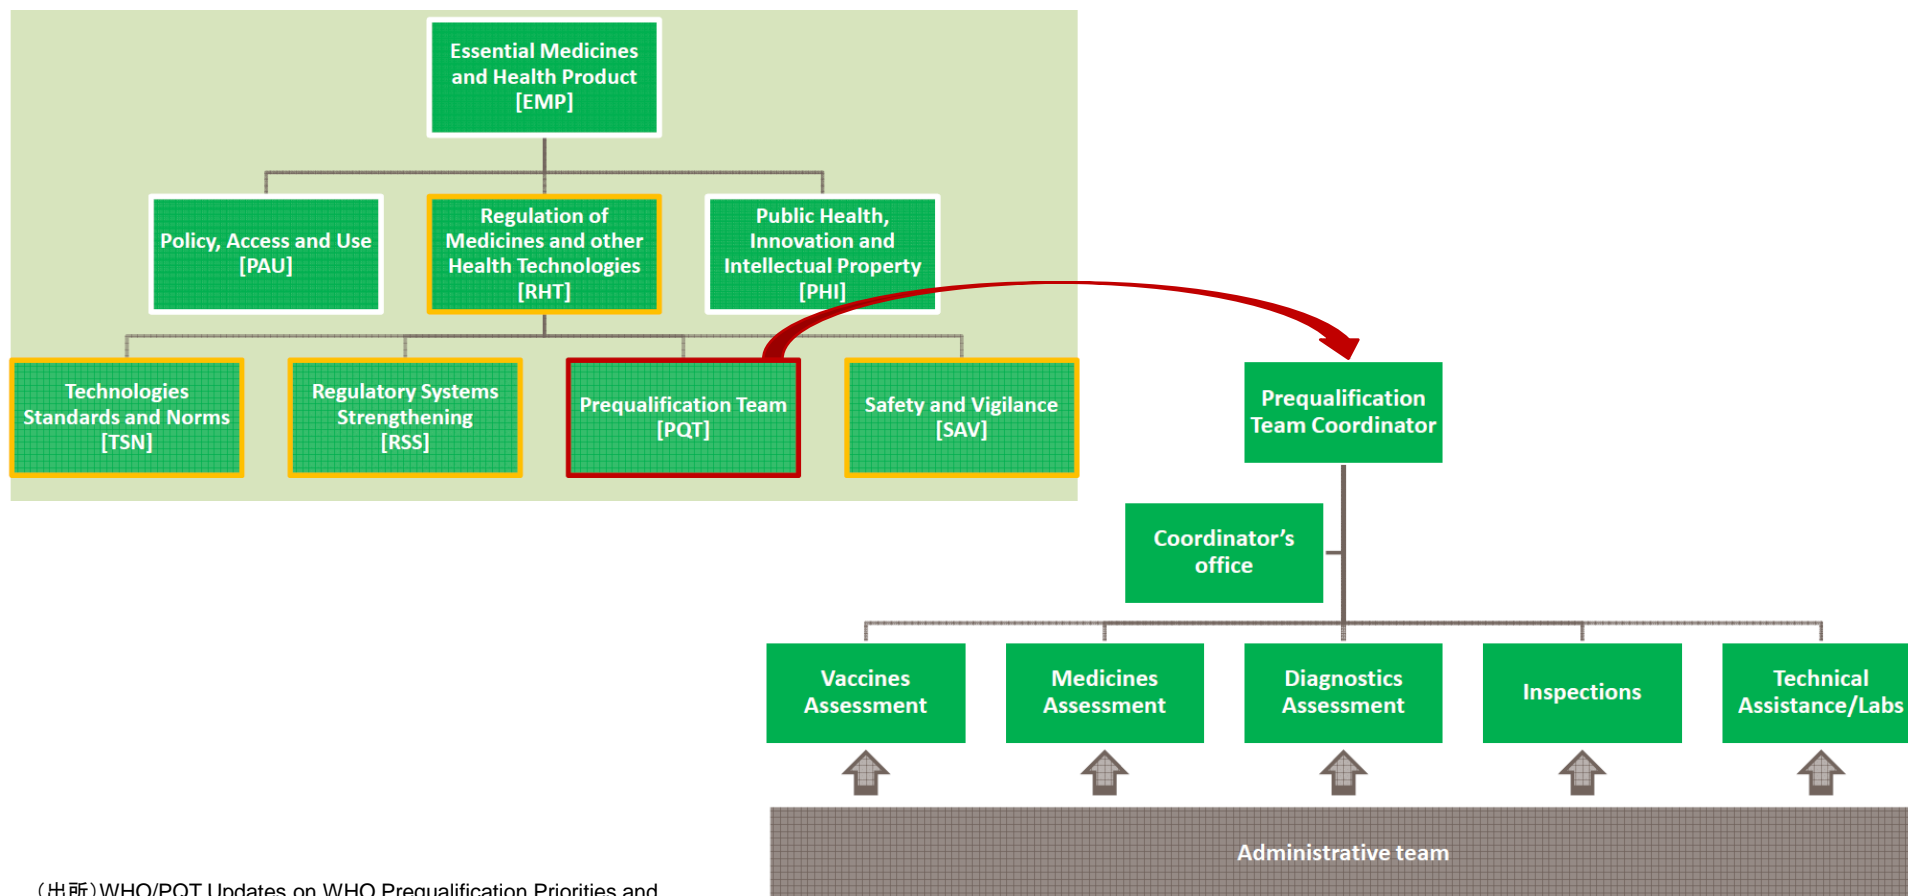 Essential Medicines
and Health Product
[EMP]
Policy, Access and Use
[PAU]
Regulation of
Medicines and other
Health Technologies
[RHT]
Public Health,
Innovation and
Intellectual Property
[PHI]
Technologies
Standards and Norms
[TSN]
Regulatory Systems
Strengthening
[RSS]
Prequalification Team
[PQT]
Safety and Vigilance
[SAV]
Prequalification
Team Coordinator
Coordinator's
office
Vaccines
Assessment
Medicines
Assessment
Diagnostics
Assessment
Inspections
Technical
Assistance/Labs
Administrative team
(出所)WHO/PQT Updates on WHO Prequalification Priorities and